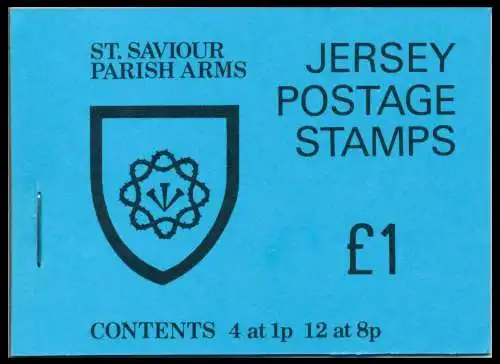 ST. SAVIOUR
PARISH ARMS
JERSEY
POSTAGE
STAMPS
£1
CONTENTS 4 at 1p 12 at 8p